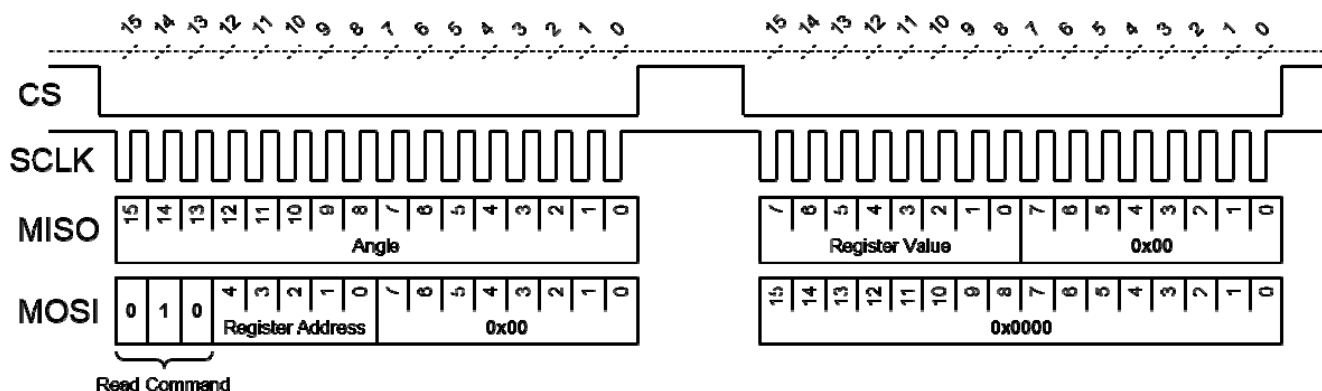 15 14 13 12 11 10 9 8 7 6 5 4 3 2 1 0 15 14 13 12 11 10 9 8 7 6 5 4 3 2 1 0
CS
SCLK
MISO 15 14 13 12 11 10 9 8 7 6 5 4 3 2 1 0 7 6 5 4 3 2 1 0 7 6 5 4 3 2 1 0
Angle Register Value 0x00
MOSI 0 1 0 4 3 2 1 0 7 6 5 4 3 2 1 0 15 14 13 12 11 10 9 8 7 6 5 4 3 2 1 0
Register Address 0x00 0x0000
Read Command